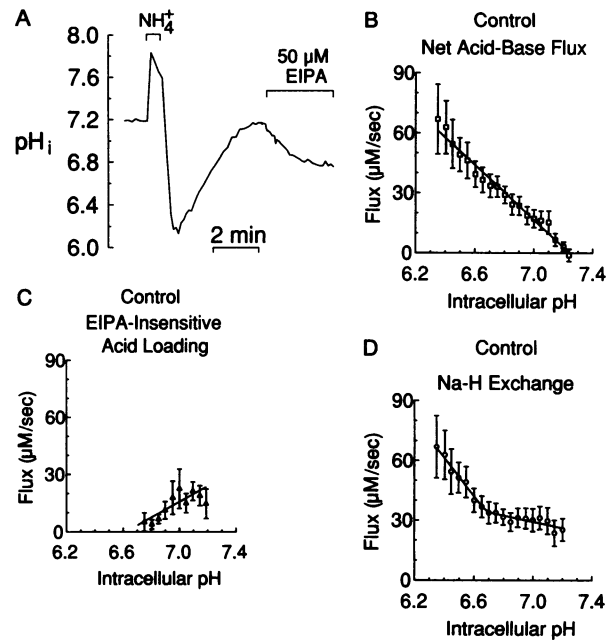 A
NH4+
8.0
7.6
7.2
6.8
6.4
6.0
pHi
50 µM
EIPA
2 min
B
Control
Net Acid-Base Flux
90
60
30
0
Flux (µM/sec)
6.2 6.6 7.0 7.4
Intracellular pH
C
Control
EIPA-Insensitive
Acid Loading
90
60
30
0
Flux (µM/sec)
6.2 6.6 7.0 7.4
Intracellular pH
D
Control
Na-H Exchange
90
60
30
0
Flux (µM/sec)
6.2 6.6 7.0 7.4
Intracellular pH